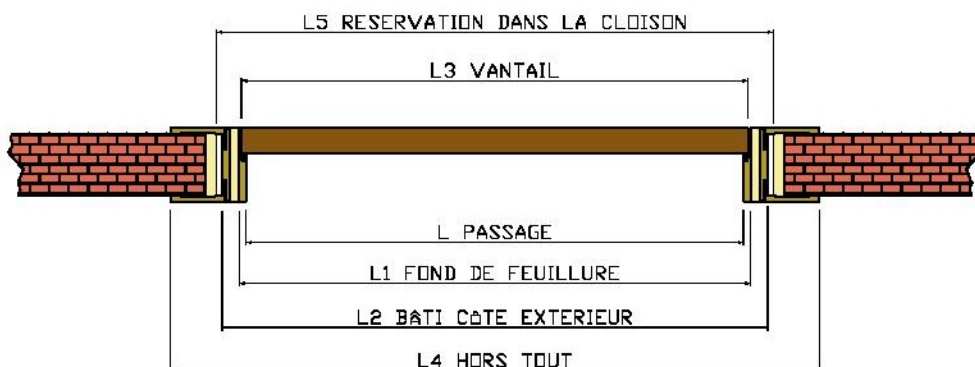 L5 RESERVATION DANS LA CLOISON
L3 VANTAIL
L PASSAGE
L1 FOND DE FEUILLURE
L2 BÂTI CÔTE EXTERIEUR
L4 HORS TOUT